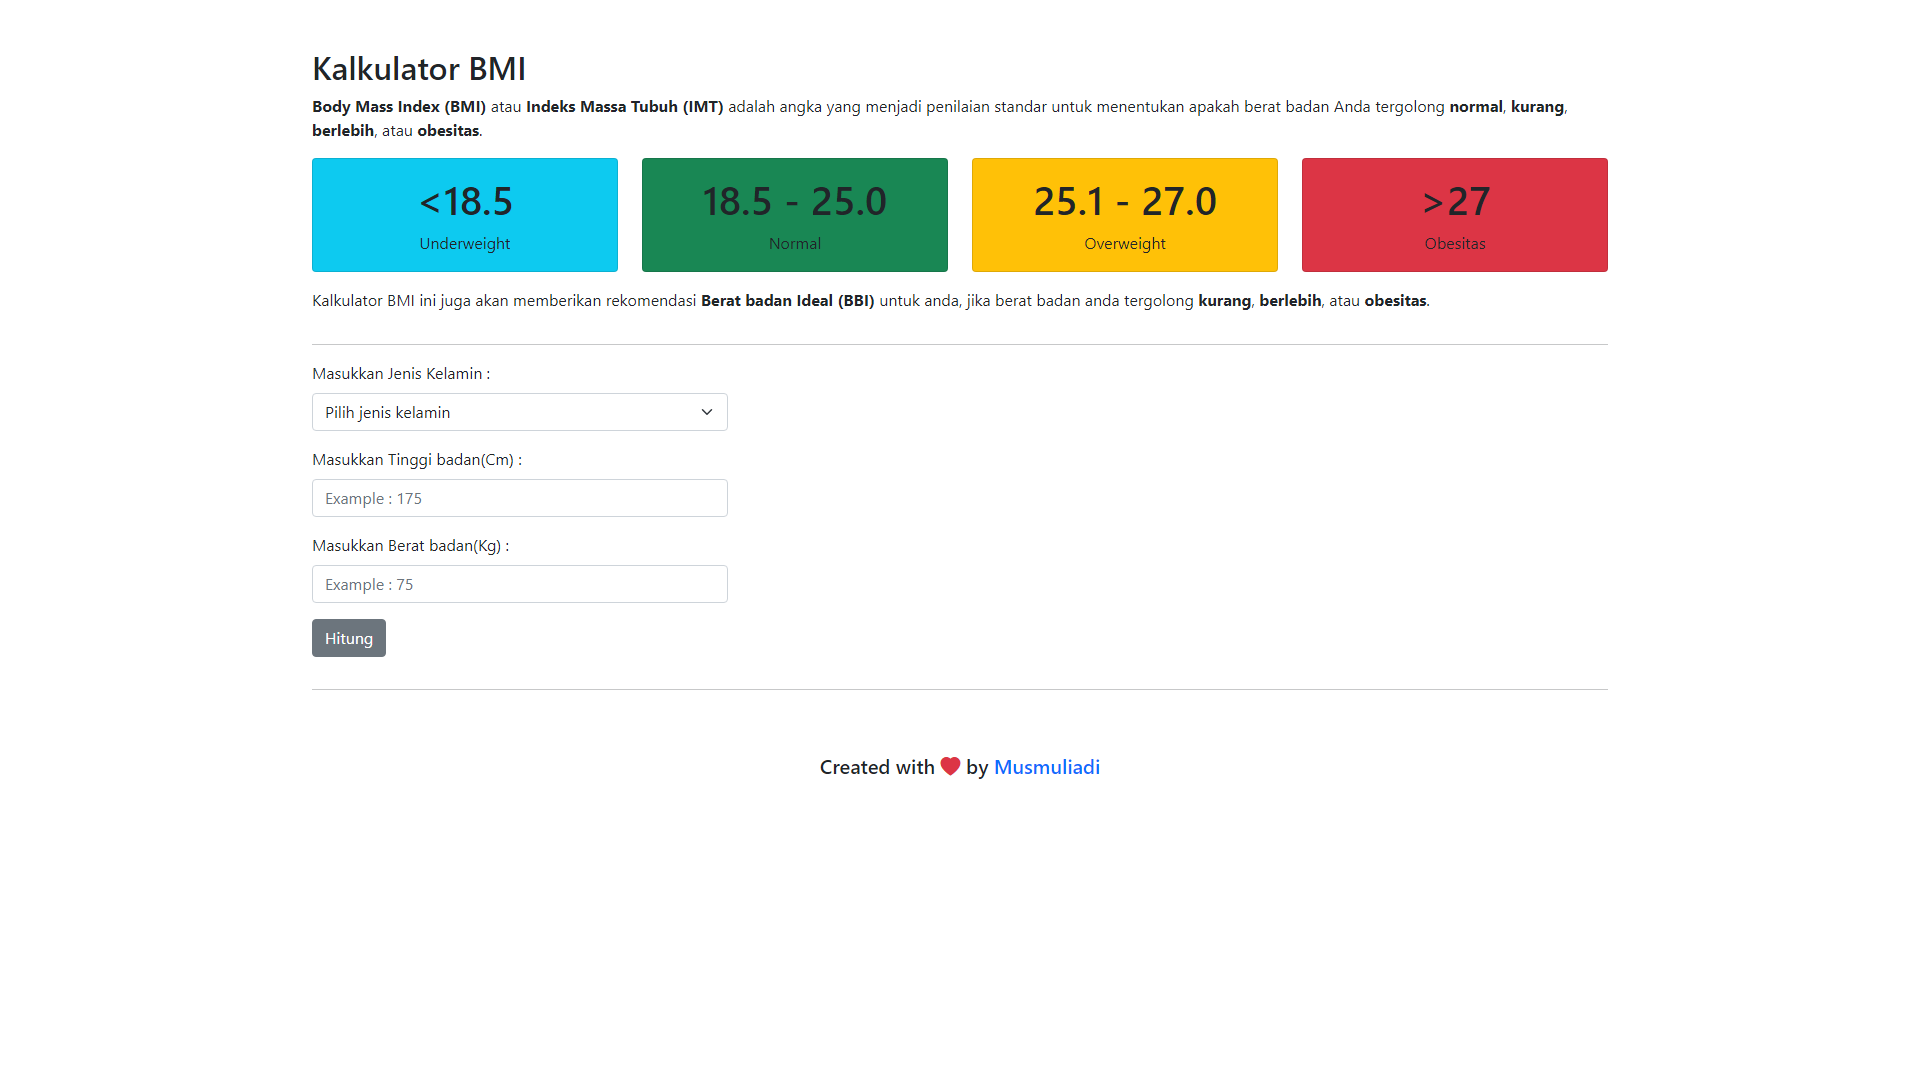 Kalkulator BMI
Body Mass Index (BMI) atau Indeks Massa Tubuh (IMT) adalah angka yang menjadi penilaian standar untuk menentukan apakah berat badan Anda tergolong normal, kurang,
berlebih, atau obesitas.
<18.5
Underweight
18.5 - 25.0
Normal
25.1 - 27.0
Overweight
>27
Obesitas
Kalkulator BMI ini juga akan memberikan rekomendasi Berat badan Ideal (BBI) untuk anda, jika berat badan anda tergolong kurang, berlebih, atau obesitas.
Masukkan Jenis Kelamin :
Pilih jenis kelamin
Masukkan Tinggi badan(Cm) :
Example : 175
Masukkan Berat badan(Kg) :
Example : 75
Hitung
Created with ❤ by Musmuliadi